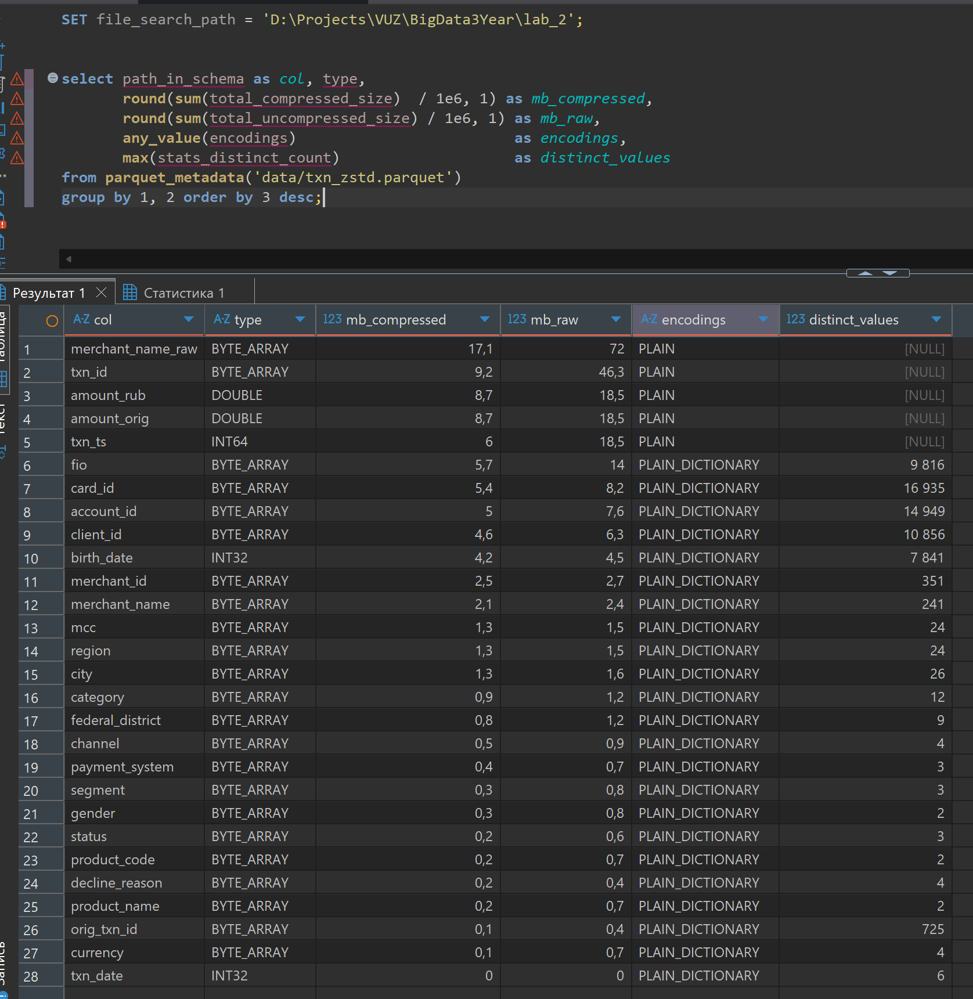 SET file_search_path = 'D:\Projects\VUZ\BigData3Year\lab_2';
select path_in_schema as col, type,
round(sum(total_compressed_size) / 1e6, 1) as mb_compressed,
round(sum(total_uncompressed_size) / 1e6, 1) as mb_raw,
any_value(encodings) as encodings,
max(stats_distinct_count) as distinct_values
from parquet_metadata('data/txn_zstd.parquet')
group by 1, 2 order by 3 desc;
Результат 1 Статистика 1
A-Z col A-Z type 123 mb_compressed 123 mb_raw A-Z encodings 123 distinct_values
1 merchant_name_raw BYTE_ARRAY 17,1 72 PLAIN [NULL]
2 txn_id BYTE_ARRAY 9,2 46,3 PLAIN [NULL]
3 amount_rub DOUBLE 8,7 18,5 PLAIN [NULL]
4 amount_orig DOUBLE 8,7 18,5 PLAIN [NULL]
5 txn_ts INT64 6 18,5 PLAIN [NULL]
6 fio BYTE_ARRAY 5,7 14 PLAIN_DICTIONARY 9 816
7 card_id BYTE_ARRAY 5,4 8,2 PLAIN_DICTIONARY 16 935
8 account_id BYTE_ARRAY 5 7,6 PLAIN_DICTIONARY 14 949
9 client_id BYTE_ARRAY 4,6 6,3 PLAIN_DICTIONARY 10 856
10 birth_date INT32 4,2 4,5 PLAIN_DICTIONARY 7 841
11 merchant_id BYTE_ARRAY 2,5 2,7 PLAIN_DICTIONARY 351
12 merchant_name BYTE_ARRAY 2,1 2,4 PLAIN_DICTIONARY 241
13 mcc BYTE_ARRAY 1,3 1,5 PLAIN_DICTIONARY 24
14 region BYTE_ARRAY 1,3 1,5 PLAIN_DICTIONARY 24
15 city BYTE_ARRAY 1,3 1,6 PLAIN_DICTIONARY 26
16 category BYTE_ARRAY 0,9 1,2 PLAIN_DICTIONARY 12
17 federal_district BYTE_ARRAY 0,8 1,2 PLAIN_DICTIONARY 9
18 channel BYTE_ARRAY 0,5 0,9 PLAIN_DICTIONARY 4
19 payment_system BYTE_ARRAY 0,4 0,7 PLAIN_DICTIONARY 3
20 segment BYTE_ARRAY 0,3 0,8 PLAIN_DICTIONARY 3
21 gender BYTE_ARRAY 0,3 0,8 PLAIN_DICTIONARY 2
22 status BYTE_ARRAY 0,2 0,6 PLAIN_DICTIONARY 3
23 product_code BYTE_ARRAY 0,2 0,7 PLAIN_DICTIONARY 2
24 decline_reason BYTE_ARRAY 0,2 0,4 PLAIN_DICTIONARY 4
25 product_name BYTE_ARRAY 0,2 0,7 PLAIN_DICTIONARY 2
26 orig_txn_id BYTE_ARRAY 0,1 0,4 PLAIN_DICTIONARY 725
27 currency BYTE_ARRAY 0,1 0,7 PLAIN_DICTIONARY 4
28 txn_date INT32 0 0 PLAIN_DICTIONARY 6